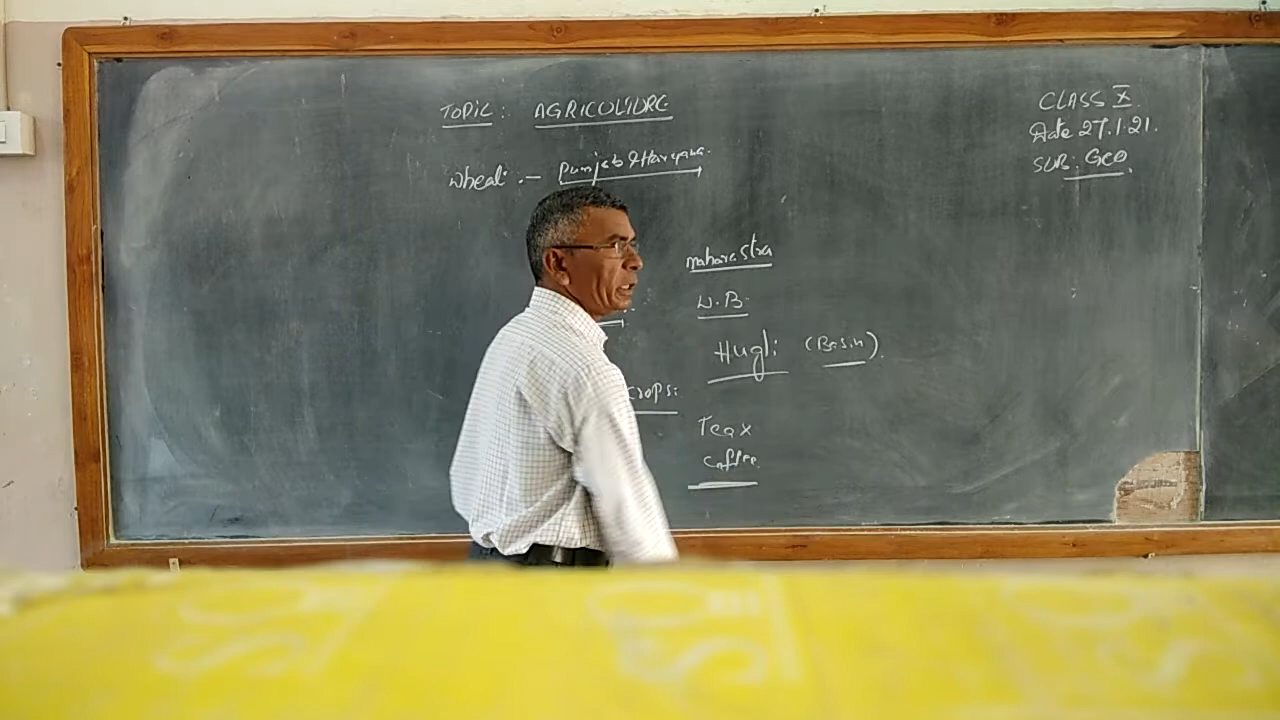 TOPIC: AGRICULTURE
CLASS X.
Date 27.1.21.
SUB: GEO.
Wheat :- Punjab & Haryana.
maharastra
W.B.
Hugli (Basin).
crops:
Tea x
coffee.